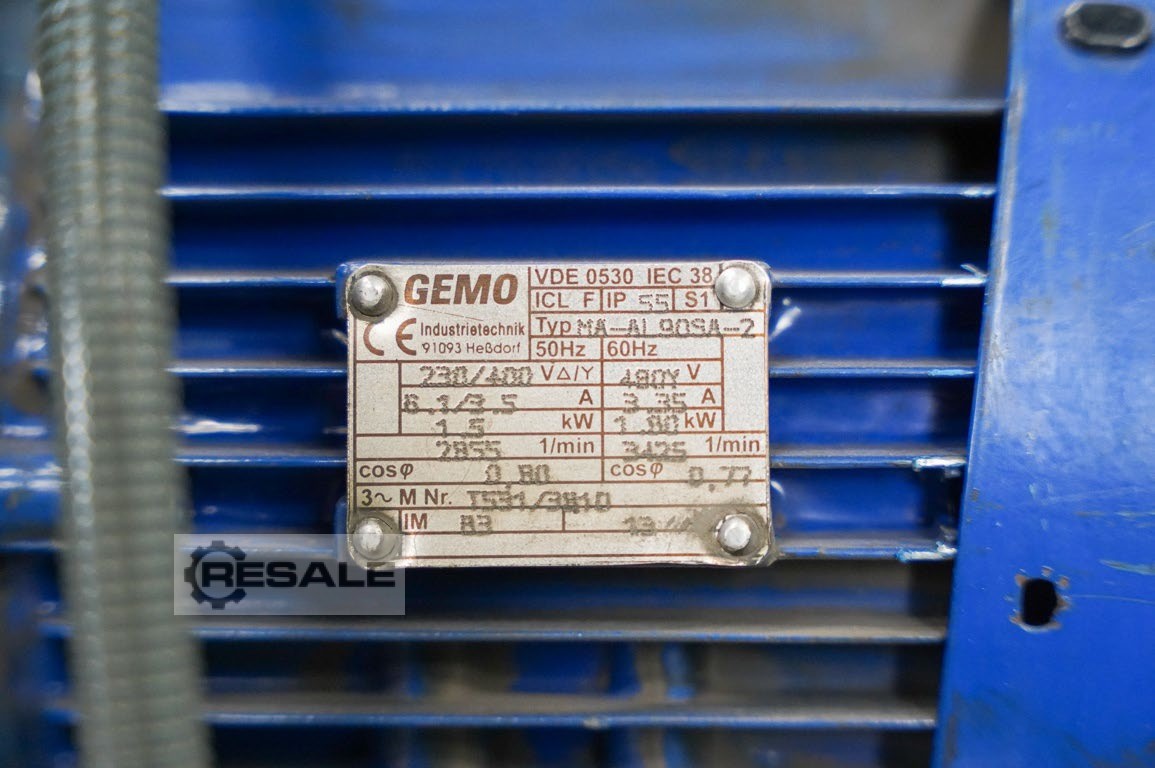 GEMO
VDE 0530 IEC 38
ICL F IP 55 S1
CE Industrietechnik
91093 Heßdorf
Typ MA-AL90SA-2
50Hz 60Hz
230/400 V△/Y 480Y V
6.1/3.5 A 3.35 A
1.5 kW 1.80 kW
2855 1/min 3425 1/min
cosφ 0,80 cosφ 0,77
3~ M Nr.
IM B3
RESALE